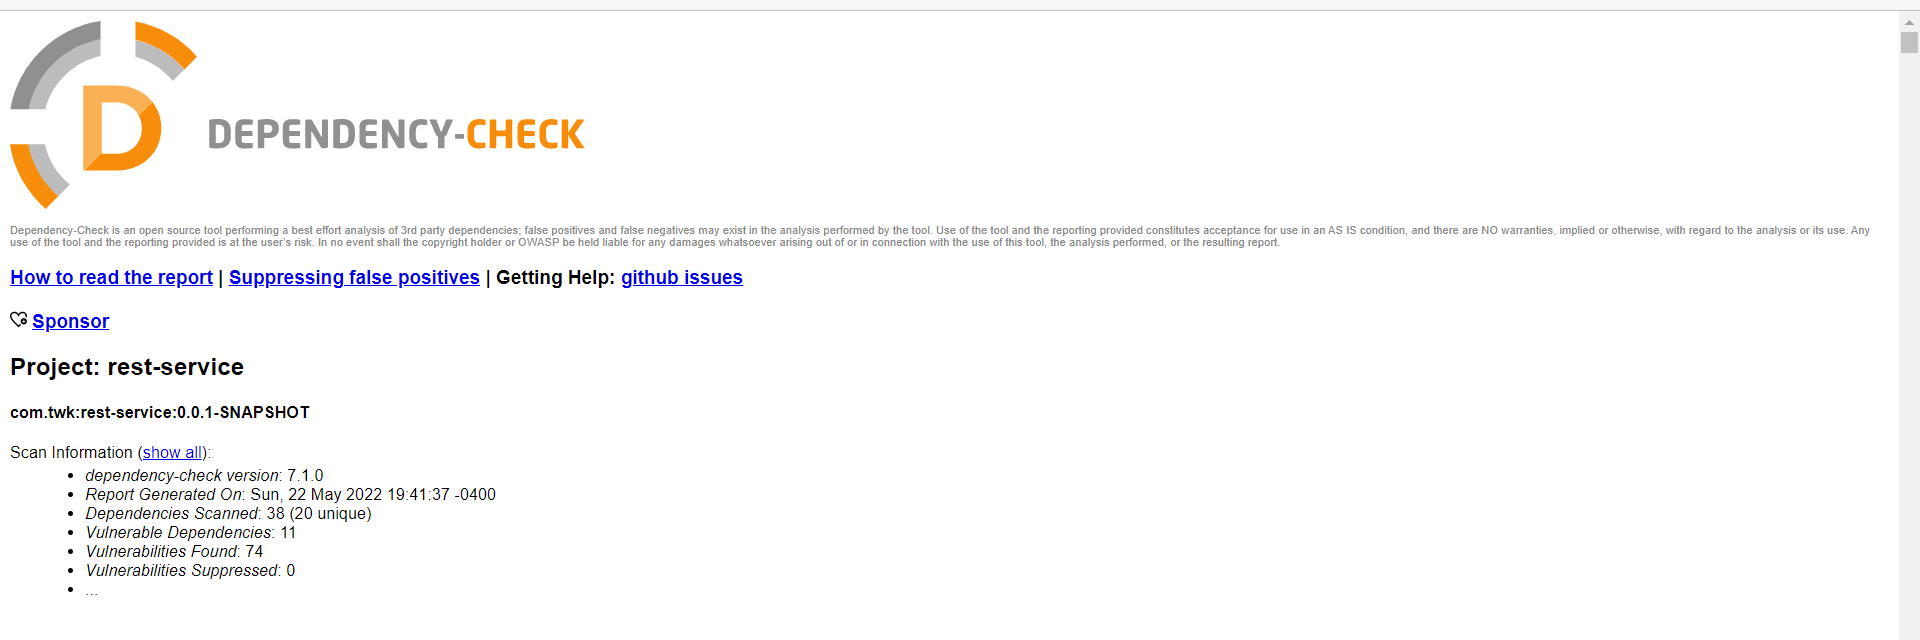 D
DEPENDENCY-CHECK
Dependency-Check is an open source tool performing a best effort analysis of 3rd party dependencies; false positives and false negatives may exist in the analysis performed by the tool. Use of the tool and the reporting provided constitutes acceptance for use in an AS IS condition, and there are NO warranties, implied or otherwise, with regard to the analysis or its use. Any
use of the tool and the reporting provided is at the user's risk. In no event shall the copyright holder or OWASP be held liable for any damages whatsoever arising out of or in connection with the use of this tool, the analysis performed, or the resulting report.
How to read the report | Suppressing false positives | Getting Help: github issues
Sponsor
Project: rest-service
com.twk:rest-service:0.0.1-SNAPSHOT
Scan Information (show all):
• dependency-check version: 7.1.0
• Report Generated On: Sun, 22 May 2022 19:41:37 -0400
• Dependencies Scanned: 38 (20 unique)
• Vulnerable Dependencies: 11
• Vulnerabilities Found: 74
• Vulnerabilities Suppressed: 0
• ...